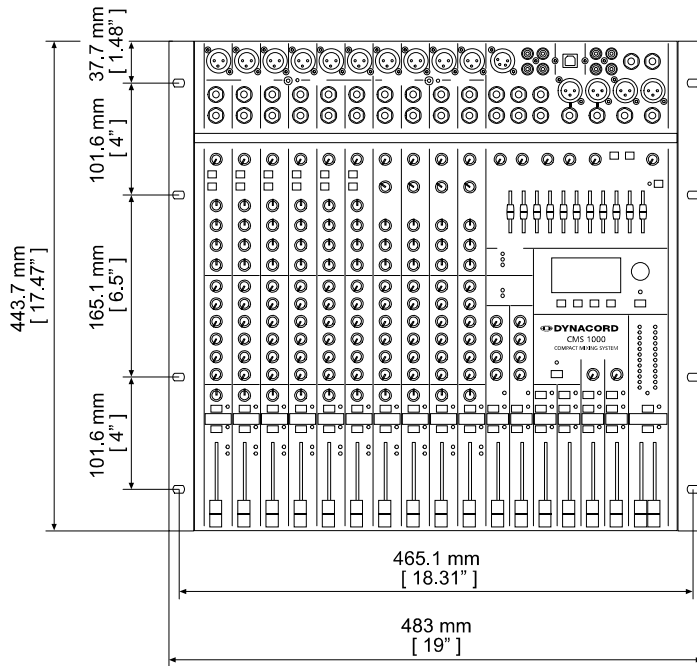 37.7 mm
[ 1.48” ]
101.6 mm
[ 4” ]
443.7 mm
[ 17.47” ]
165.1 mm
[ 6.5” ]
101.6 mm
[ 4” ]
DYNACORD
CMS 1000
COMPACT MIXING SYSTEM
465.1 mm
[ 18.31” ]
483 mm
[ 19” ]